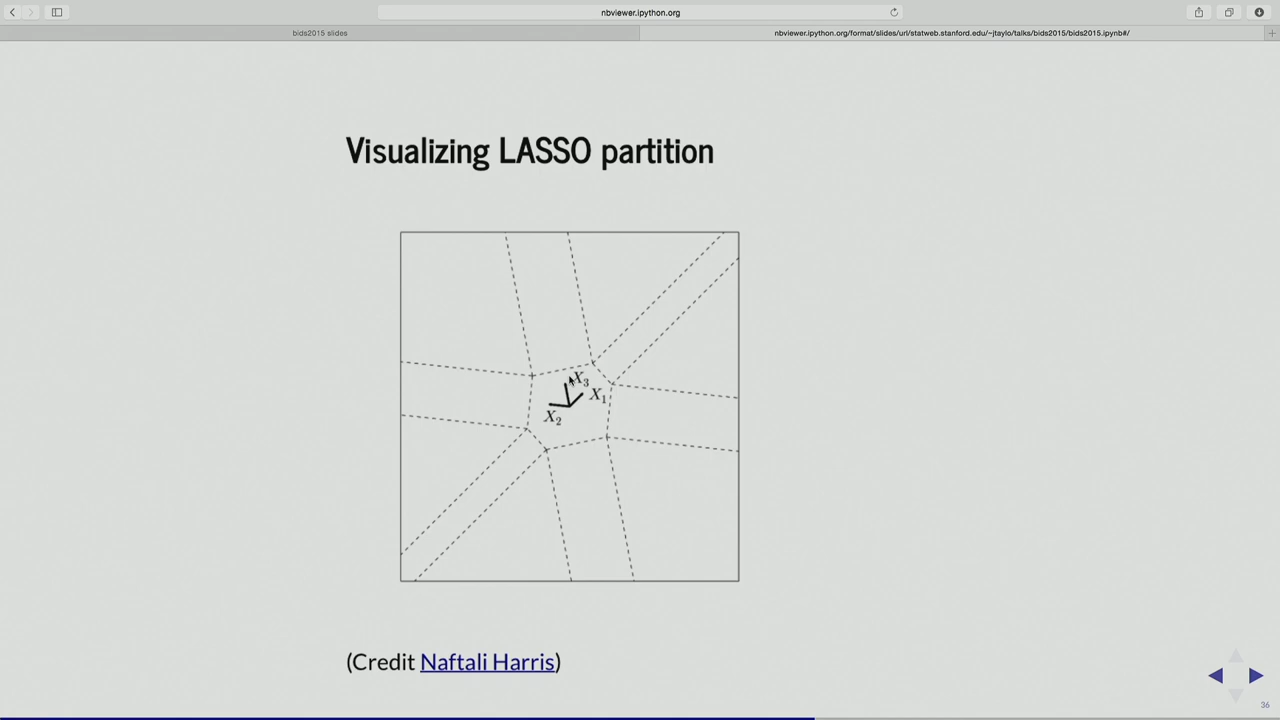 nbviewer.ipython.org
bids2015 slides
nbviewer.ipython.org/format/slides/url/statweb.stanford.edu/~jtaylo/talks/bids2015/bids2015.ipynb#/
Visualizing LASSO partition
X3
X1
X2
(Credit Naftali Harris)
36